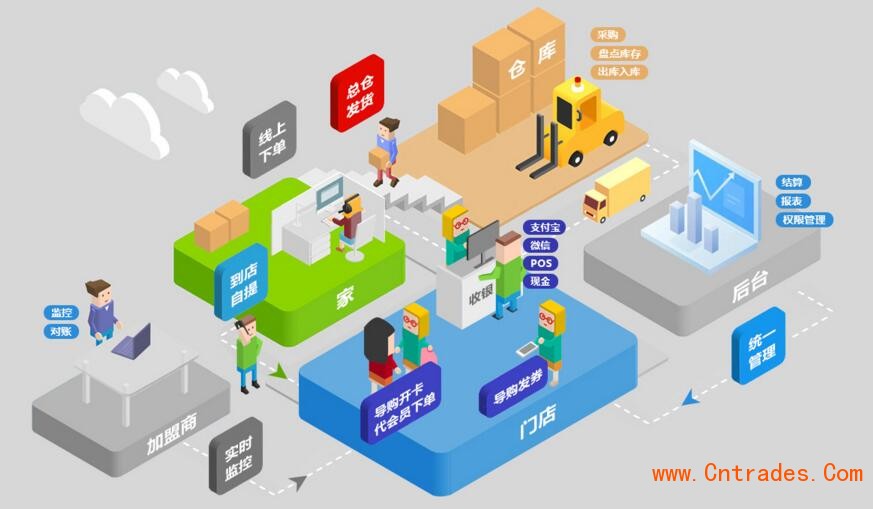 采购
盘点库存
出库入库
仓库
总仓
发货
线上
下单
结算
报表
权限管理
后台
支付宝
微信
POS
现金
收银
到店
自提
家
监控
对账
加盟商
统一
管理
导购开卡
代会员下单
导购发券
门店
实时
监控
www.Cntrades.Com